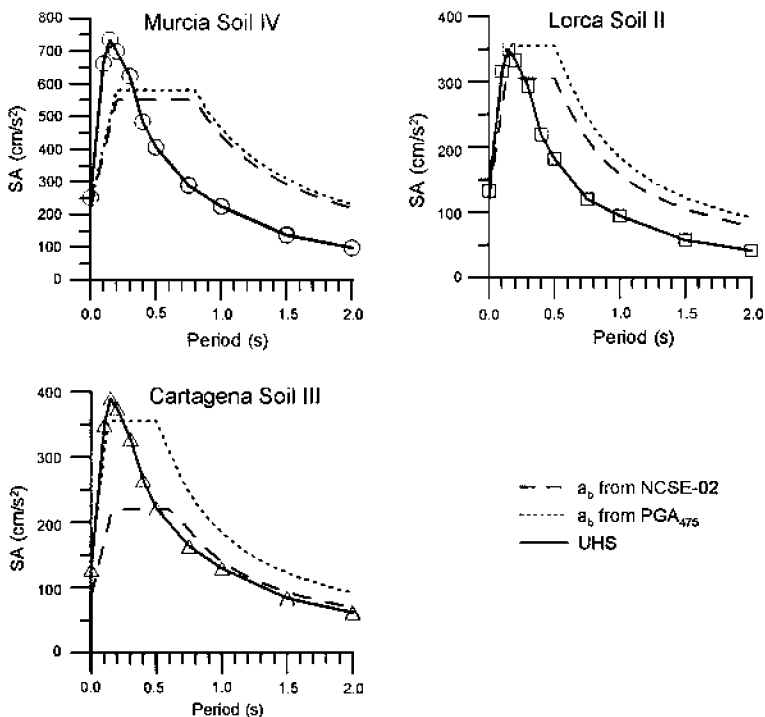 Murcia Soil IV
SA (cm/s²)
800
700
600
500
400
300
200
100
0
0.0 0.5 1.0 1.5 2.0
Period (s)
Lorca Soil II
SA (cm/s²)
400
300
200
100
0
0.0 0.5 1.0 1.5 2.0
Period (s)
Cartagena Soil III
SA (cm/s²)
400
300
200
100
0
0.0 0.5 1.0 1.5 2.0
Period (s)
a_b from NCSE-02
a_b from PGA₄₇₅
UHS